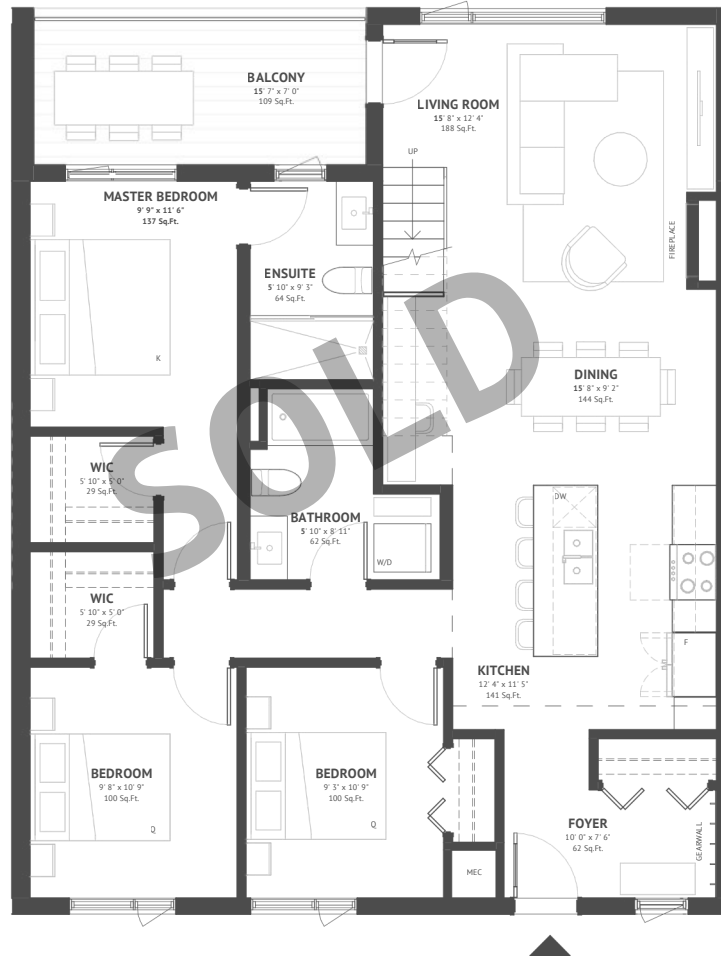 BALCONY
15' 7" x 7' 0"
109 Sq.Ft.
LIVING ROOM
15' 8" x 12' 4"
188 Sq.Ft.
UP
MASTER BEDROOM
9' 9" x 11' 6"
137 Sq.Ft.
FIREPLACE
ENSUITE
5' 10" x 9' 3"
64 Sq.Ft.
K
DINING
15' 8" x 9' 2"
144 Sq.Ft.
SOLD
WIC
5' 10" x 5' 0"
29 Sq.Ft.
DW
BATHROOM
5' 10" x 8' 11"
62 Sq.Ft.
W/D
WIC
5' 10" x 5' 0"
29 Sq.Ft.
F
KITCHEN
12' 4" x 11' 5"
141 Sq.Ft.
BEDROOM
9' 8" x 10' 9"
100 Sq.Ft.
Q
BEDROOM
9' 3" x 10' 9"
100 Sq.Ft.
Q
FOYER
10' 0" x 7' 6"
62 Sq.Ft.
GEARWALL
MEC